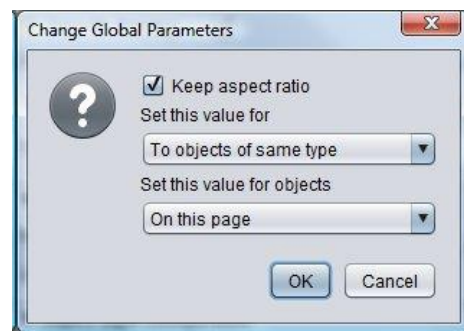 Change Global Parameters
Keep aspect ratio
Set this value for
To objects of same type
Set this value for objects
On this page
OK Cancel